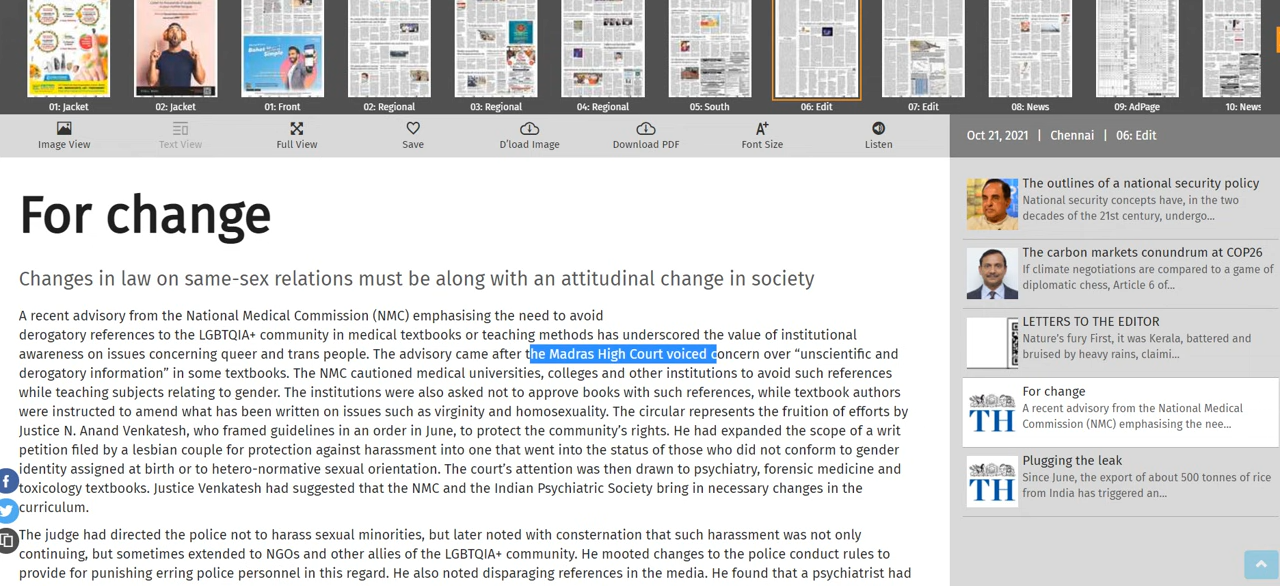 01: Jacket
02: Jacket
01: Front
02: Regional
03: Regional
04: Regional
05: South
06: Edit
07: Edit
08: News
09: AdPage
10: News
Image View
Text View
Full View
Save
D'load Image
Download PDF
Font Size
Listen
Oct 21, 2021 | Chennai | 06: Edit
For change
Changes in law on same-sex relations must be along with an attitudinal change in society
A recent advisory from the National Medical Commission (NMC) emphasising the need to avoid
derogatory references to the LGBTQIA+ community in medical textbooks or teaching methods has underscored the value of institutional
awareness on issues concerning queer and trans people. The advisory came after the Madras High Court voiced concern over “unscientific and
derogatory information” in some textbooks. The NMC cautioned medical universities, colleges and other institutions to avoid such references
while teaching subjects relating to gender. The institutions were also asked not to approve books with such references, while textbook authors
were instructed to amend what has been written on issues such as virginity and homosexuality. The circular represents the fruition of efforts by
Justice N. Anand Venkatesh, who framed guidelines in an order in June, to protect the community’s rights. He had expanded the scope of a writ
petition filed by a lesbian couple for protection against harassment into one that went into the status of those who did not conform to gender
identity assigned at birth or to hetero-normative sexual orientation. The court’s attention was then drawn to psychiatry, forensic medicine and
toxicology textbooks. Justice Venkatesh had suggested that the NMC and the Indian Psychiatric Society bring in necessary changes in the
curriculum.
The judge had directed the police not to harass sexual minorities, but later noted with consternation that such harassment was not only
continuing, but sometimes extended to NGOs and other allies of the LGBTQIA+ community. He mooted changes to the police conduct rules to
provide for punishing erring police personnel in this regard. He also noted disparaging references in the media. He found that a psychiatrist had
The outlines of a national security policy
National security concepts have, in the two
decades of the 21st century, undergo...
The carbon markets conundrum at COP26
If climate negotiations are compared to a game of
diplomatic chess, Article 6 of...
LETTERS TO THE EDITOR
Nature’s fury First, it was Kerala, battered and
bruised by heavy rains, claimi...
For change
TH
A recent advisory from the National Medical
Commission (NMC) emphasising the nee...
Plugging the leak
TH
Since June, the export of about 500 tonnes of rice
from India has triggered an...